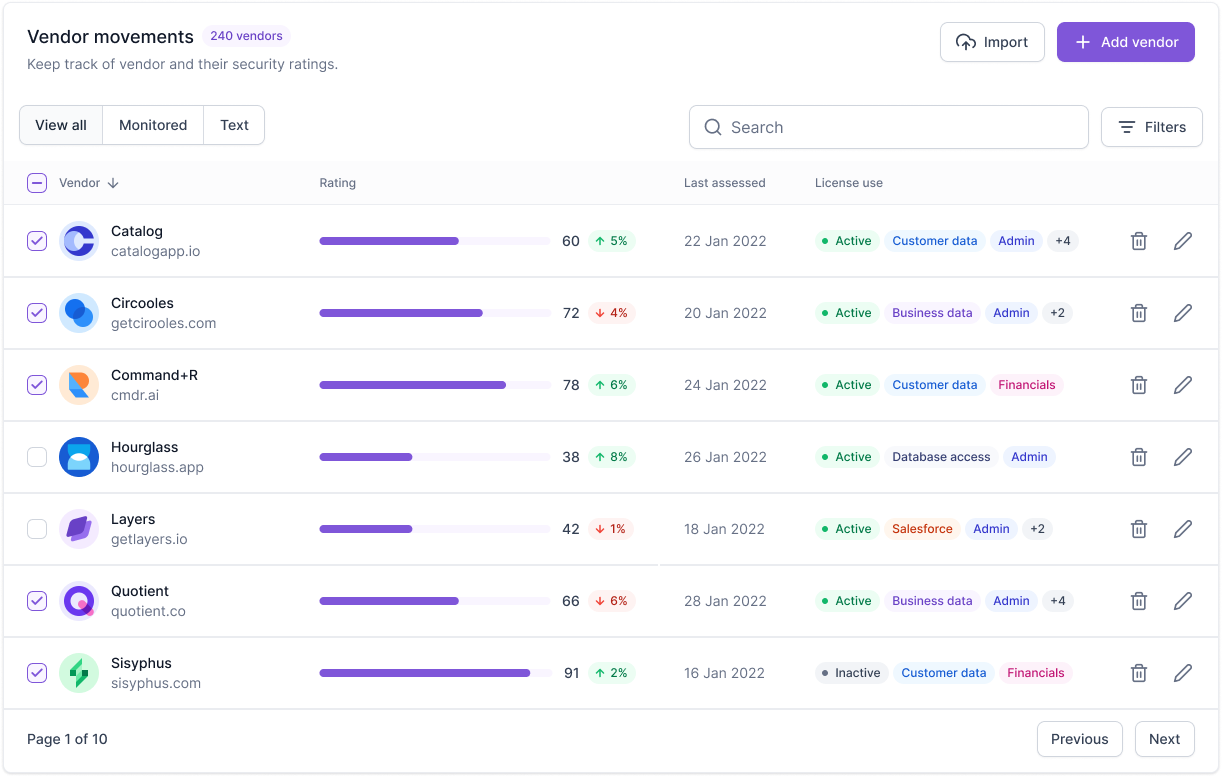 Vendor movements 240 vendors
Keep track of vendor and their security ratings.
Import
Add vendor
View all Monitored Text
Search
Filters
Vendor Rating Last assessed License use
Catalog
catalogapp.io
60 5% 22 Jan 2022 Active Customer data Admin +4
Circooles
getcirooles.com
72 4% 20 Jan 2022 Active Business data Admin +2
Command+R
cmdr.ai
78 6% 24 Jan 2022 Active Customer data Financials
Hourglass
hourglass.app
38 8% 26 Jan 2022 Active Database access Admin
Layers
getlayers.io
42 1% 18 Jan 2022 Active Salesforce Admin +2
Quotient
quotient.co
66 6% 28 Jan 2022 Active Business data Admin +4
Sisyphus
sisyphus.com
91 2% 16 Jan 2022 Inactive Customer data Financials
Page 1 of 10
Previous Next